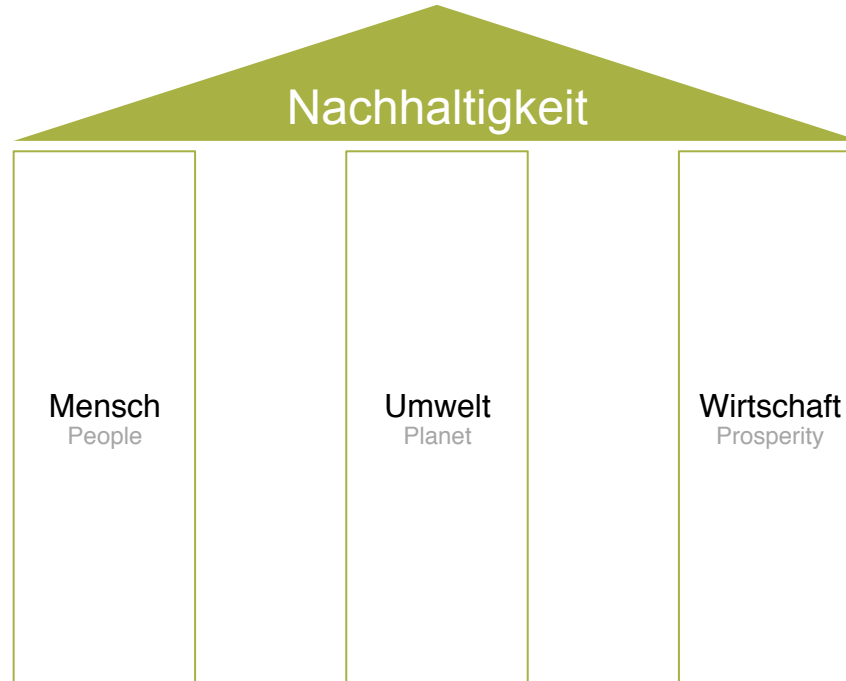 Nachhaltigkeit
Mensch
People
Umwelt
Planet
Wirtschaft
Prosperity